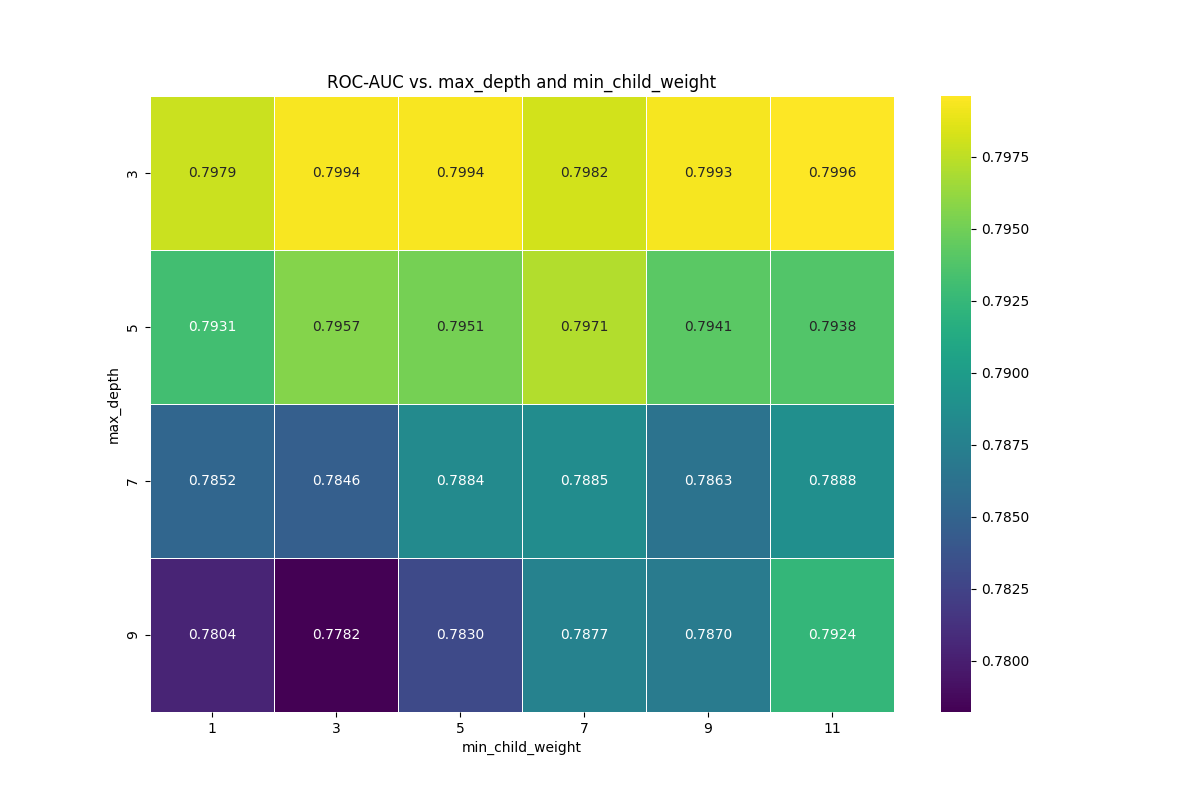 ROC-AUC vs. max_depth and min_child_weight
max_depth
3 0.7979 0.7994 0.7994 0.7982 0.7993 0.7996
5 0.7931 0.7957 0.7951 0.7971 0.7941 0.7938
7 0.7852 0.7846 0.7884 0.7885 0.7863 0.7888
9 0.7804 0.7782 0.7830 0.7877 0.7870 0.7924
1 3 5 7 9 11
min_child_weight
0.7975
0.7950
0.7925
0.7900
0.7875
0.7850
0.7825
0.7800